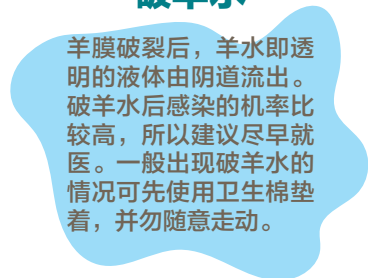 破羊水
羊膜破裂后，羊水即透
明的液体由阴道流出。
破羊水后感染的机率比
较高，所以建议尽早就
医。一般出现破羊水的
情况可先使用卫生棉垫
着，并勿随意走动。